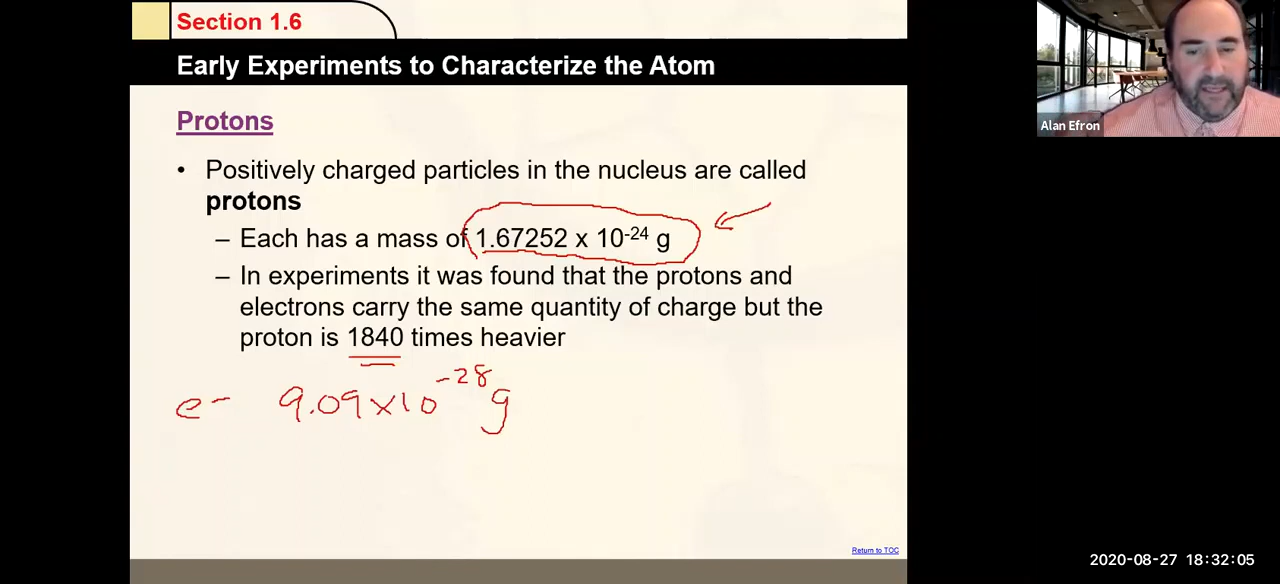 Section 1.6
Early Experiments to Characterize the Atom
Protons
• Positively charged particles in the nucleus are called
protons
– Each has a mass of 1.67252 x 10⁻²⁴ g
– In experiments it was found that the protons and
electrons carry the same quantity of charge but the
proton is 1840 times heavier
e⁻ 9.09x10⁻²⁸ g
Return to TOC
Alan Efron
2020-08-27 18:32:05